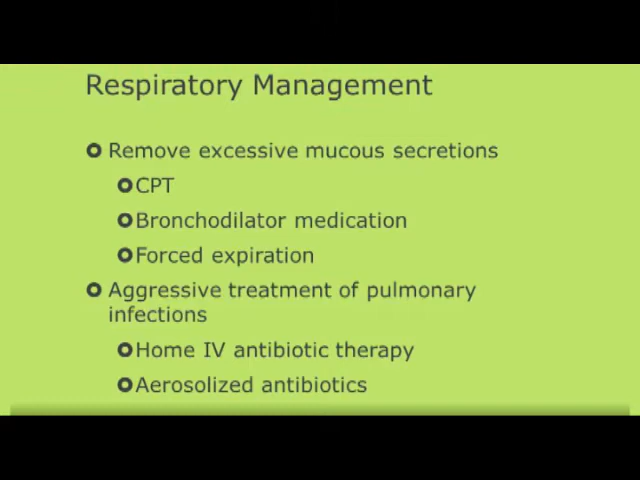 Respiratory Management
Remove excessive mucous secretions
CPT
Bronchodilator medication
Forced expiration
Aggressive treatment of pulmonary
infections
Home IV antibiotic therapy
Aerosolized antibiotics